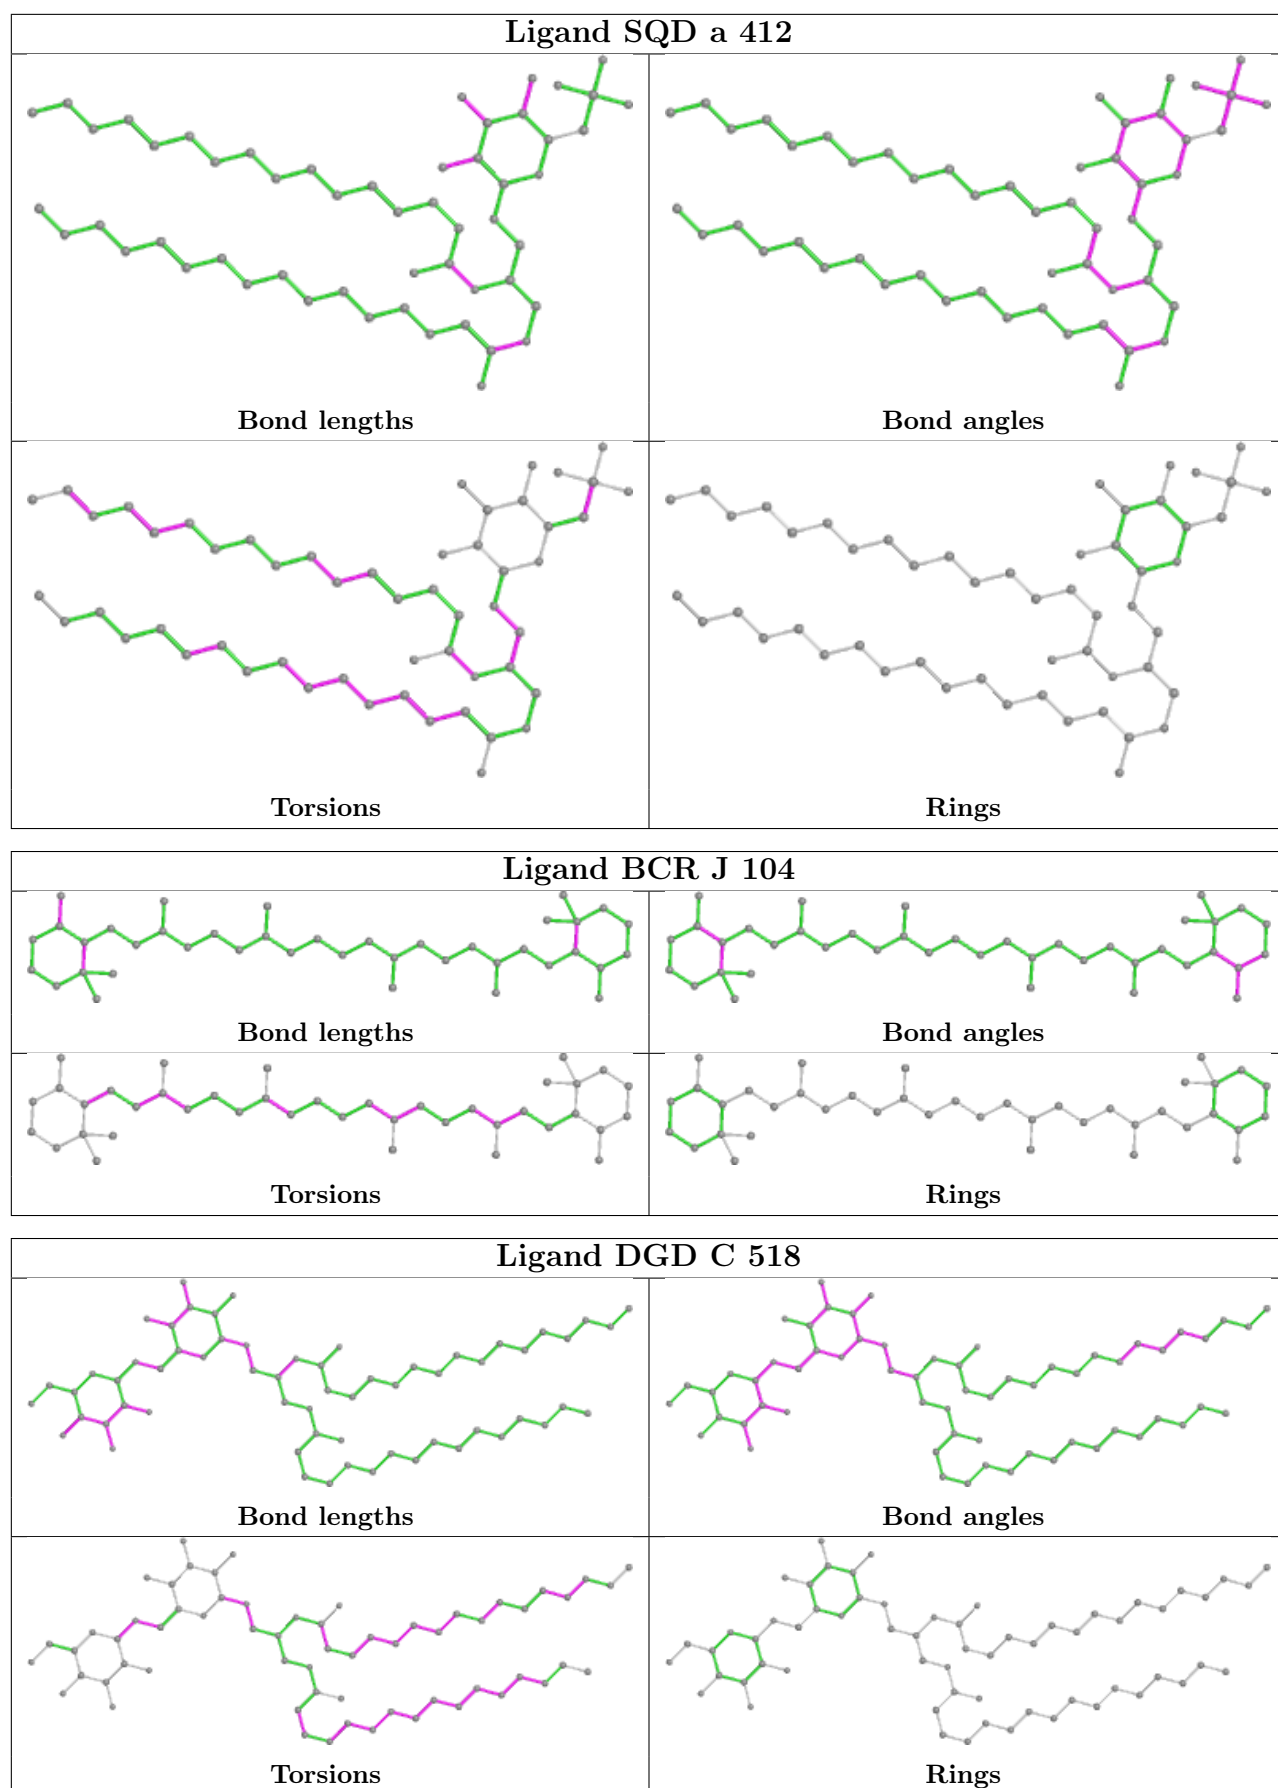 Ligand SQD a 412
Bond lengths
Bond angles
Torsions
Rings
Ligand BCR J 104
Bond lengths
Bond angles
Torsions
Rings
Ligand DGD C 518
Bond lengths
Bond angles
Torsions
Rings